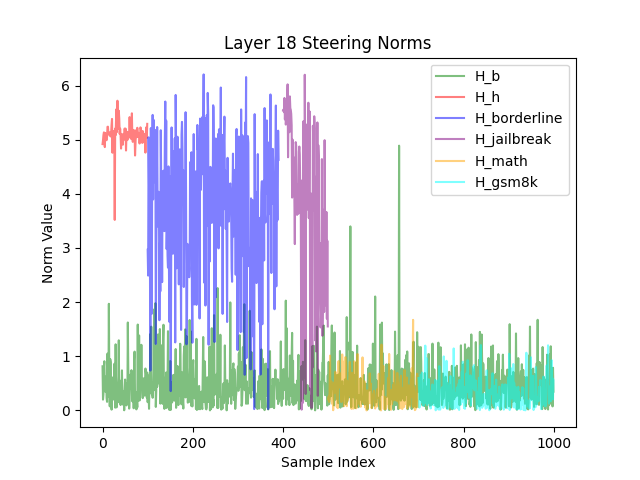 Layer 18 Steering Norms
Norm Value
6
5
4
3
2
1
0
0
200
400
600
800
1000
Sample Index
H_b
H_h
H_borderline
H_jailbreak
H_math
H_gsm8k